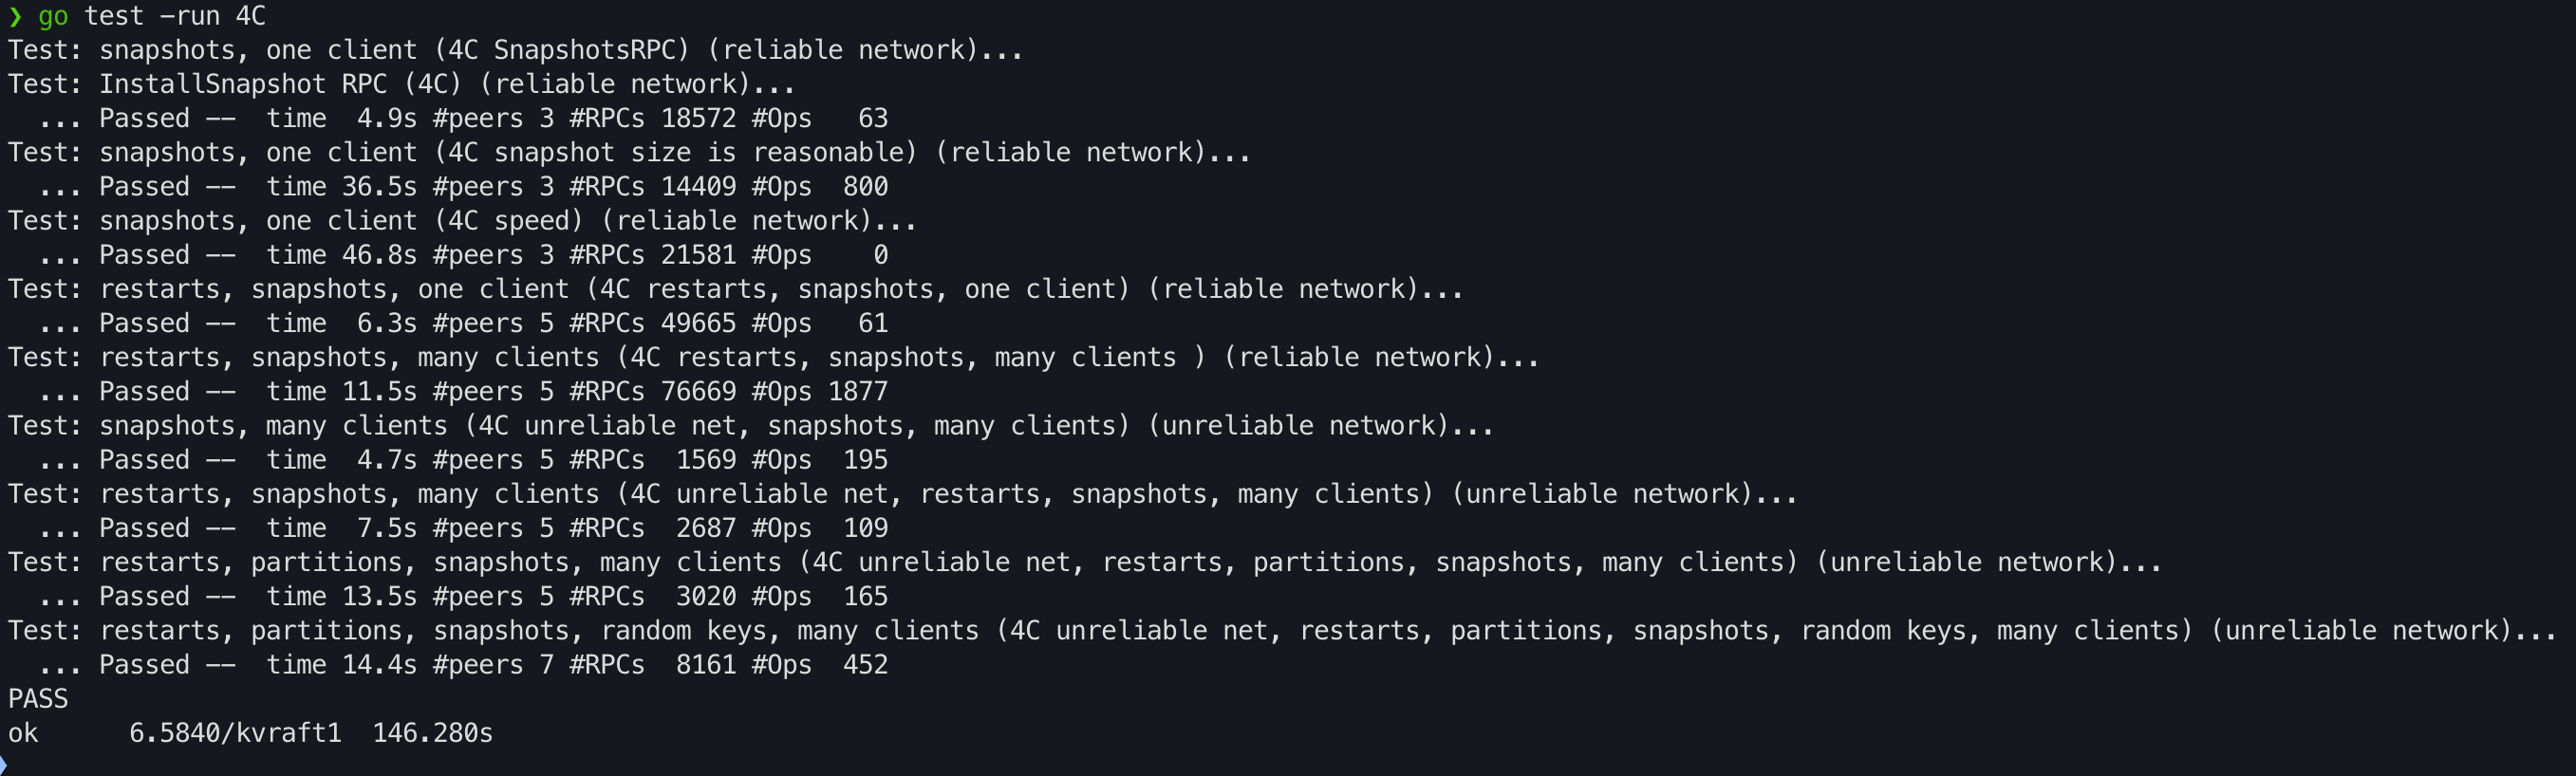 ❯ go test -run 4C
Test: snapshots, one client (4C SnapshotsRPC) (reliable network)...
Test: InstallSnapshot RPC (4C) (reliable network)...
  ... Passed --  time  4.9s #peers 3 #RPCs 18572 #Ops   63
Test: snapshots, one client (4C snapshot size is reasonable) (reliable network)...
  ... Passed --  time 36.5s #peers 3 #RPCs 14409 #Ops  800
Test: snapshots, one client (4C speed) (reliable network)...
  ... Passed --  time 46.8s #peers 3 #RPCs 21581 #Ops    0
Test: restarts, snapshots, one client (4C restarts, snapshots, one client) (reliable network)...
  ... Passed --  time  6.3s #peers 5 #RPCs 49665 #Ops   61
Test: restarts, snapshots, many clients (4C restarts, snapshots, many clients ) (reliable network)...
  ... Passed --  time 11.5s #peers 5 #RPCs 76669 #Ops 1877
Test: snapshots, many clients (4C unreliable net, snapshots, many clients) (unreliable network)...
  ... Passed --  time  4.7s #peers 5 #RPCs  1569 #Ops  195
Test: restarts, snapshots, many clients (4C unreliable net, restarts, snapshots, many clients) (unreliable network)...
  ... Passed --  time  7.5s #peers 5 #RPCs  2687 #Ops  109
Test: restarts, partitions, snapshots, many clients (4C unreliable net, restarts, partitions, snapshots, many clients) (unreliable network)...
  ... Passed --  time 13.5s #peers 5 #RPCs  3020 #Ops  165
Test: restarts, partitions, snapshots, random keys, many clients (4C unreliable net, restarts, partitions, snapshots, random keys, many clients) (unreliable network)...
  ... Passed --  time 14.4s #peers 7 #RPCs  8161 #Ops  452
PASS
ok      6.5840/kvraft1  146.280s